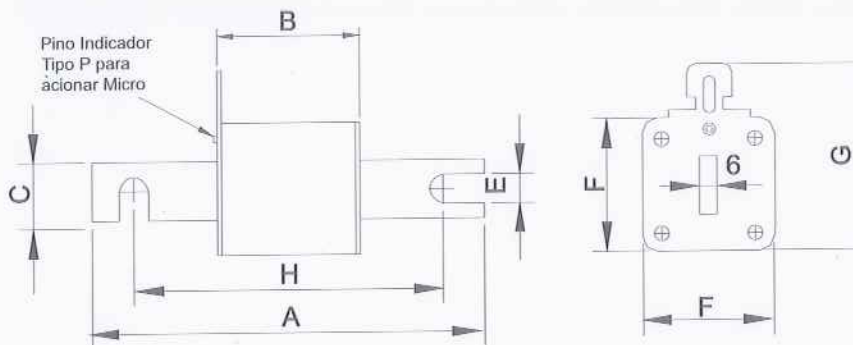 B
Pino Indicador
Tipo P para
acionar Micro
C
E
H
A
F
6
G
F